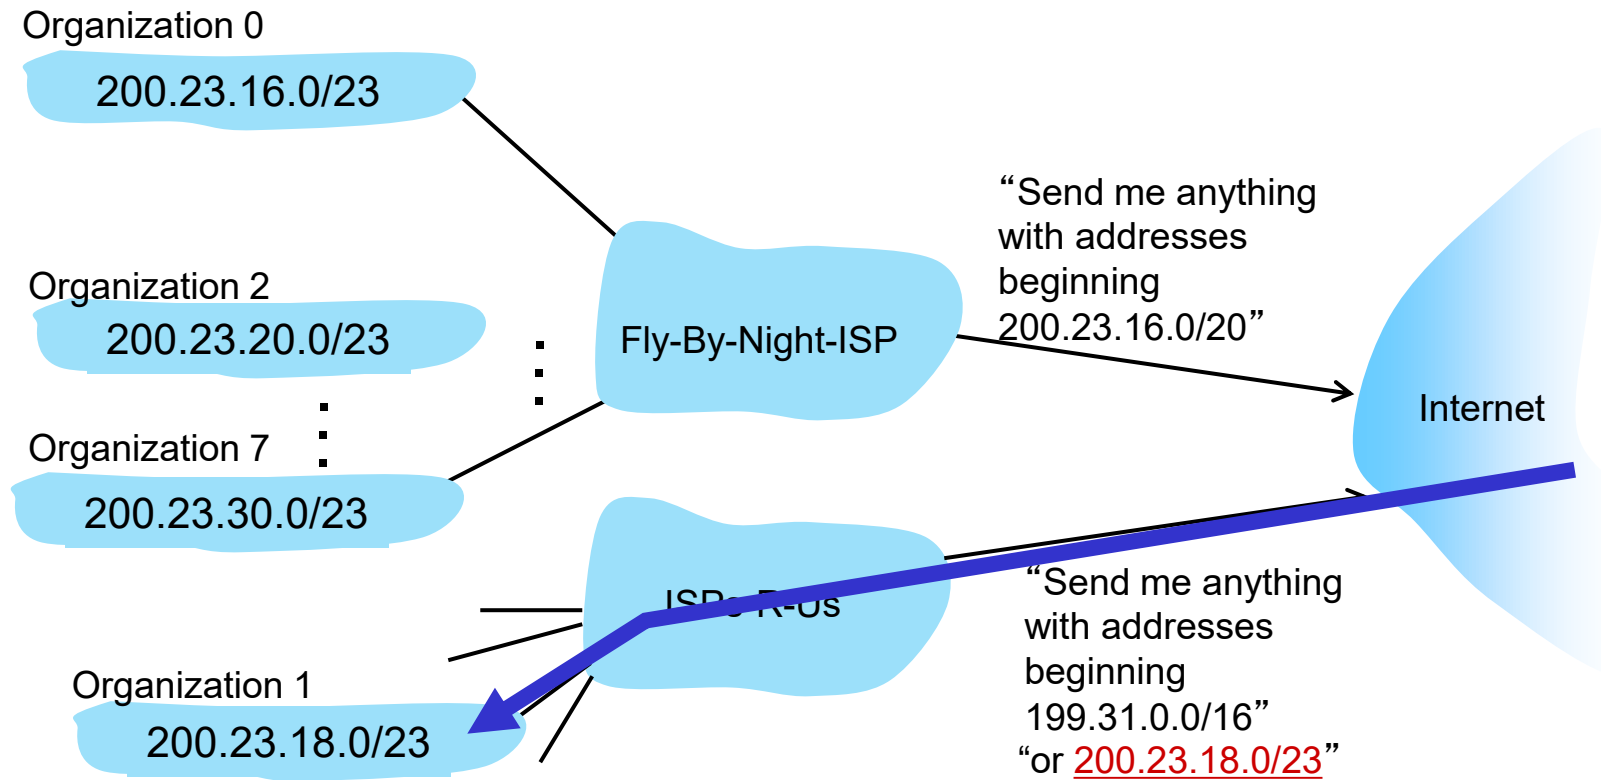 Organization 0
200.23.16.0/23
Organization 2
200.23.20.0/23
Organization 7
200.23.30.0/23
Fly-By-Night-ISP
“Send me anything
with addresses
beginning
200.23.16.0/20”
Internet
ISPs-R-Us
Organization 1
200.23.18.0/23
“Send me anything
with addresses
beginning
199.31.0.0/16”
“or 200.23.18.0/23”